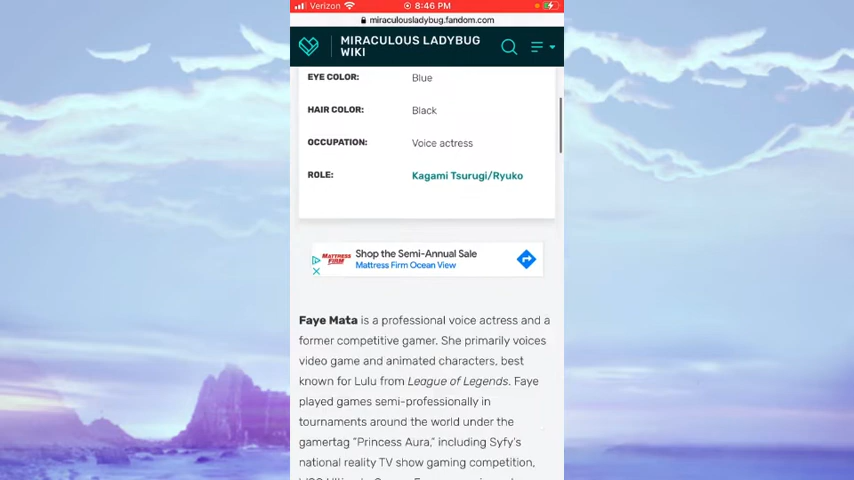 Verizon 8:46 PM
miraculousladybug.fandom.com
MIRACULOUS LADYBUG
WIKI
EYE COLOR: Blue
HAIR COLOR: Black
OCCUPATION: Voice actress
ROLE: Kagami Tsurugi/Ryuko
MATTRESS FIRM
Shop the Semi-Annual Sale
Mattress Firm Ocean View
Faye Mata is a professional voice actress and a
former competitive gamer. She primarily voices
video game and animated characters, best
known for Lulu from League of Legends. Faye
played games semi-professionally in
tournaments around the world under the
gamertag "Princess Aura," including Syfy's
national reality TV show gaming competition,